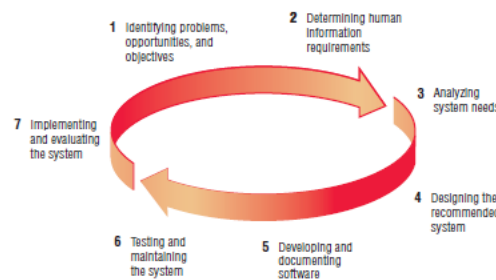 1 Identifying problems,
opportunities, and
objectives
2 Determining human
information
requirements
3 Analyzing
system needs
4 Designing the
recommended
system
5 Developing and
documenting
software
6 Testing and
maintaining
the system
7 Implementing
and evaluating
the system